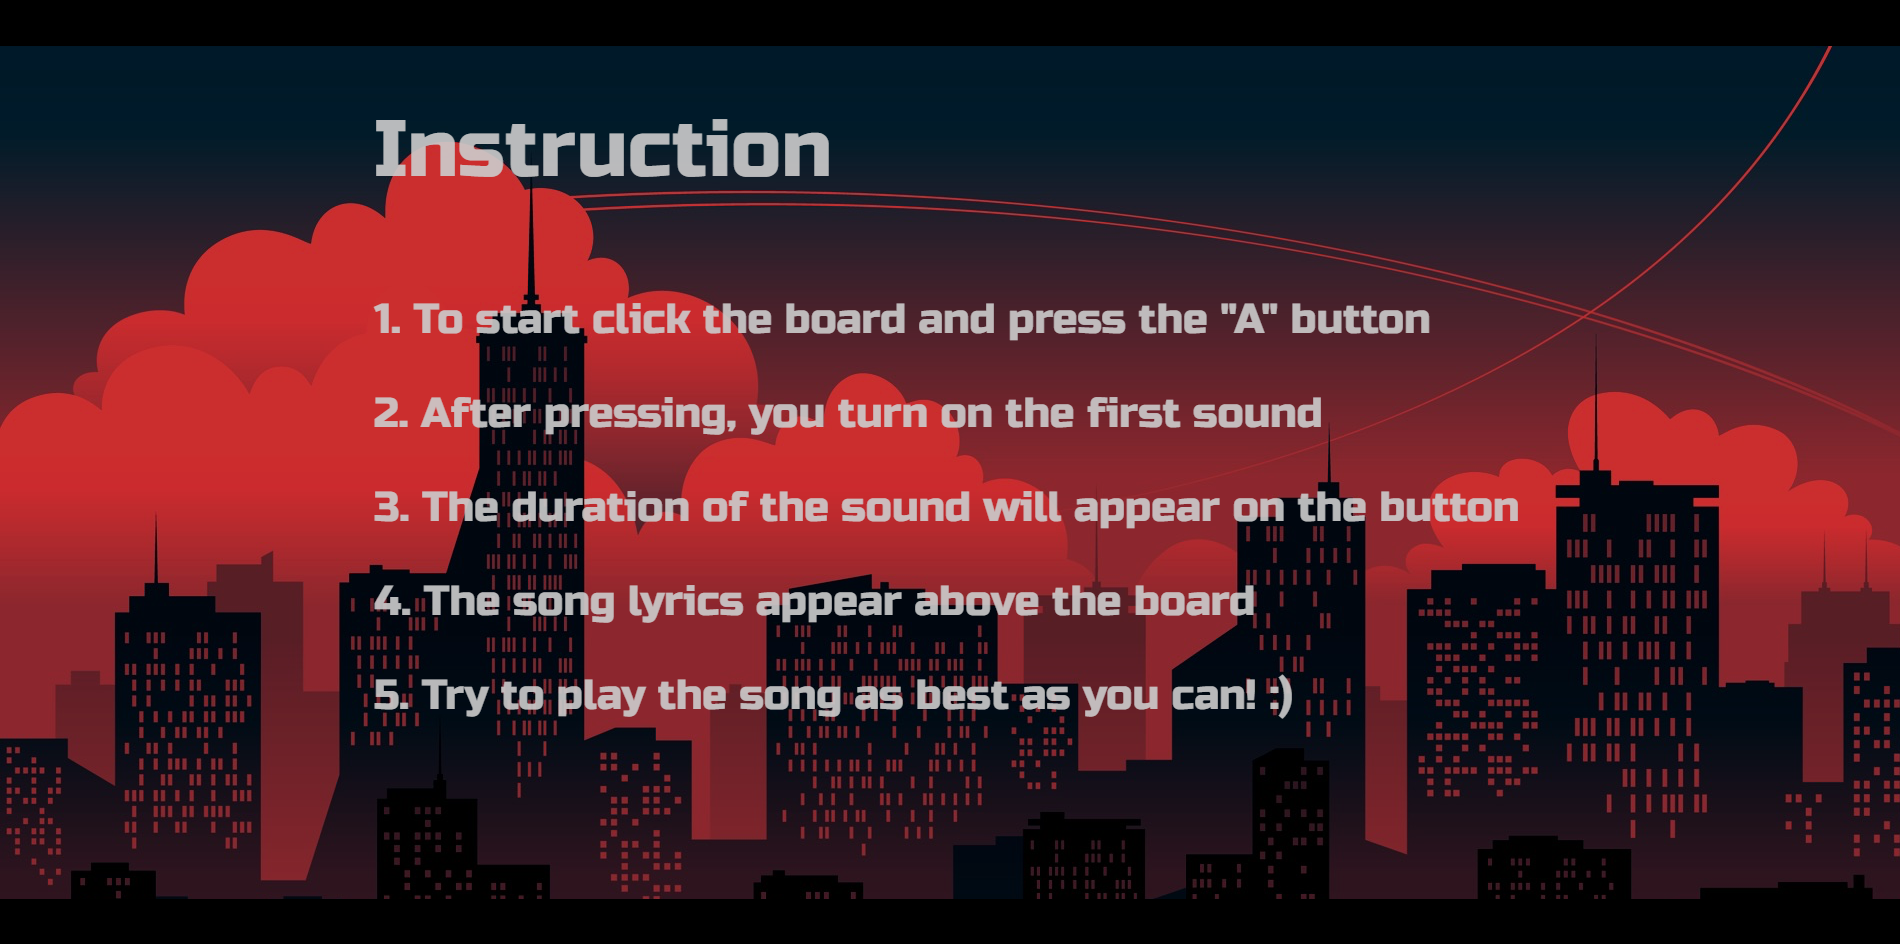 Instruction
1. To start click the board and press the "A" button
2. After pressing, you turn on the first sound
3. The duration of the sound will appear on the button
4. The song lyrics appear above the board
5. Try to play the song as best as you can! :)